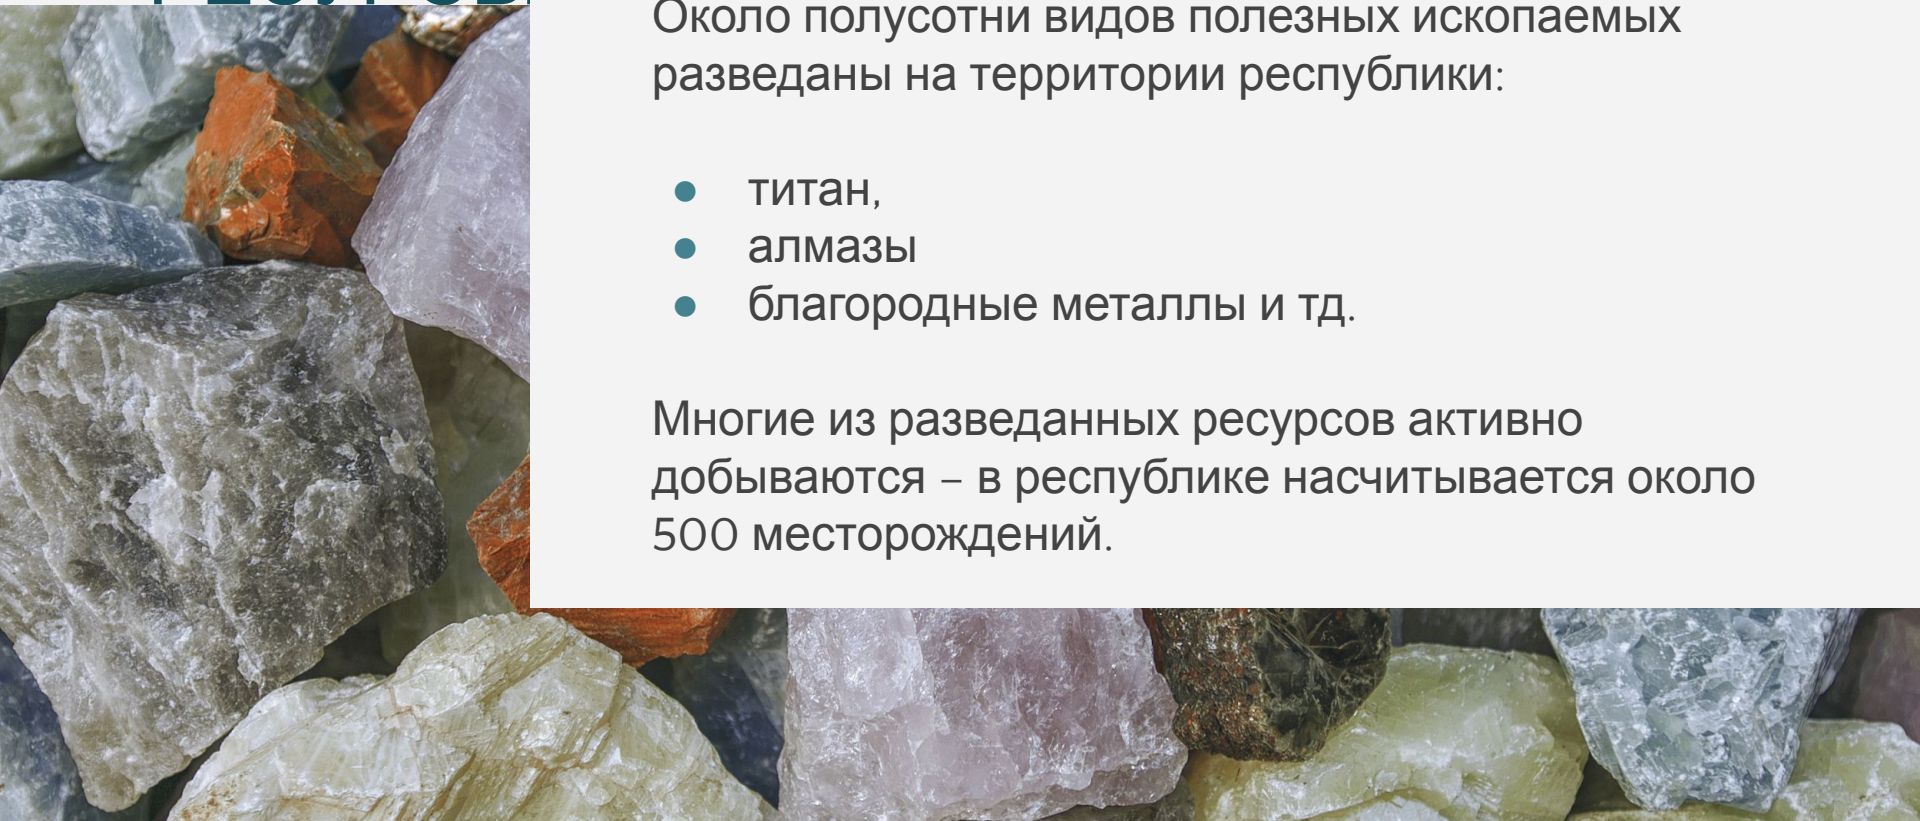 Около полусотни видов полезных ископаемых
разведаны на территории республики:
● титан,
● алмазы
● благородные металлы и тд.
Многие из разведанных ресурсов активно
добываются – в республике насчитывается около
500 месторождений.